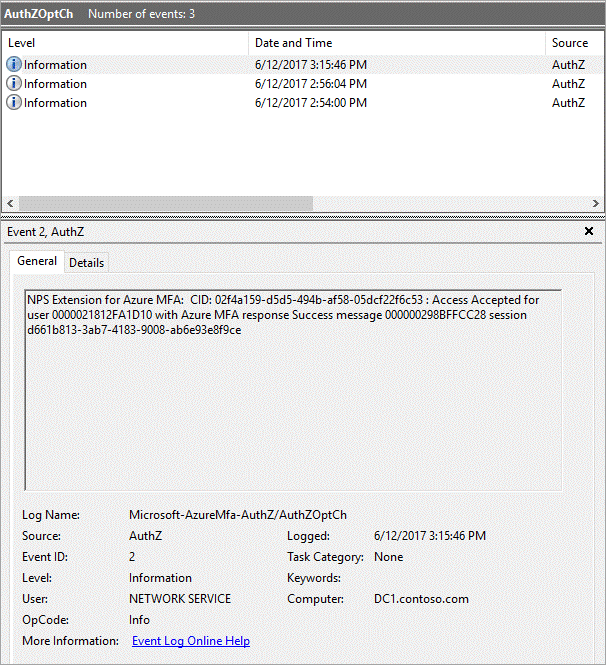 AuthZOptCh Number of events: 3
Level Date and Time Source
Information 6/12/2017 3:15:46 PM AuthZ
Information 6/12/2017 2:56:04 PM AuthZ
Information 6/12/2017 2:54:00 PM AuthZ
Event 2, AuthZ
General Details
NPS Extension for Azure MFA: CID: 02f4a159-d5d5-494b-af58-05dcf22f6c53 : Access Accepted for
user 0000021812FA1D10 with Azure MFA response Success message 000000298BFFCC28 session
d661b813-3ab7-4183-9008-ab6e93e8f9ce
Log Name: Microsoft-AzureMfa-AuthZ/AuthZOptCh
Source: AuthZ Logged: 6/12/2017 3:15:46 PM
Event ID: 2 Task Category: None
Level: Information Keywords:
User: NETWORK SERVICE Computer: DC1.contoso.com
OpCode: Info
More Information: Event Log Online Help